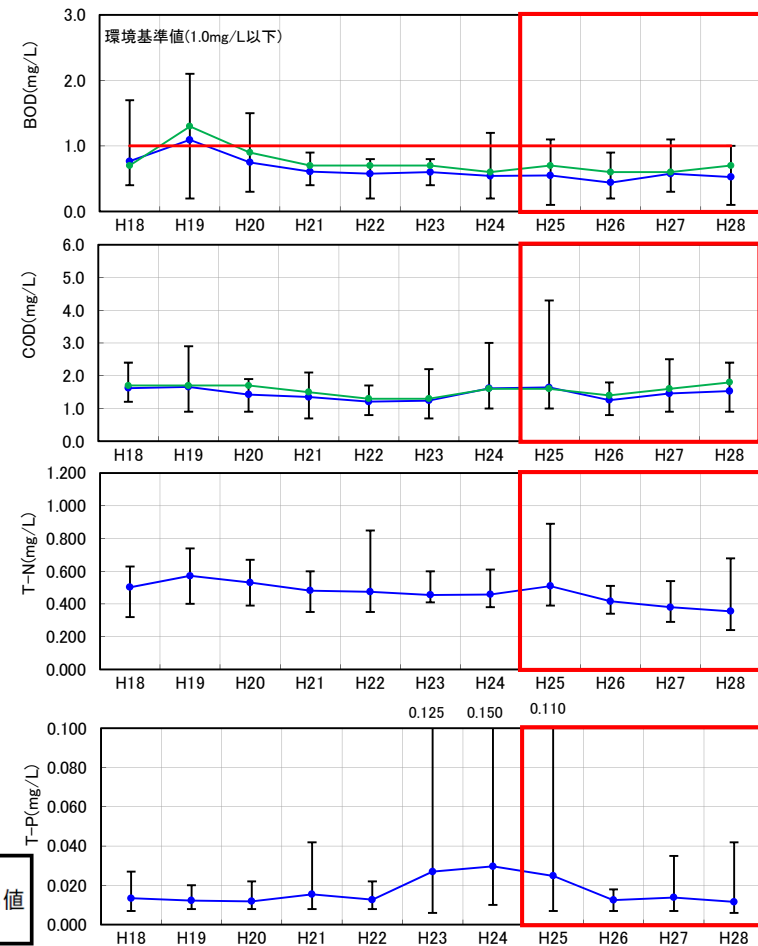 BOD(mg/L)
3.0
2.0
1.0
0.0
環境基準値(1.0mg/L以下)
H18 H19 H20 H21 H22 H23 H24 H25 H26 H27 H28
COD(mg/L)
6.0
5.0
4.0
3.0
2.0
1.0
0.0
H18 H19 H20 H21 H22 H23 H24 H25 H26 H27 H28
T-N(mg/L)
1.200
1.000
0.800
0.600
0.400
0.200
0.000
H18 H19 H20 H21 H22 H23 H24 H25 H26 H27 H28
0.125 0.150 0.110
T-P(mg/L)
0.100
0.080
0.060
0.040
0.020
0.000
値
H18 H19 H20 H21 H22 H23 H24 H25 H26 H27 H28